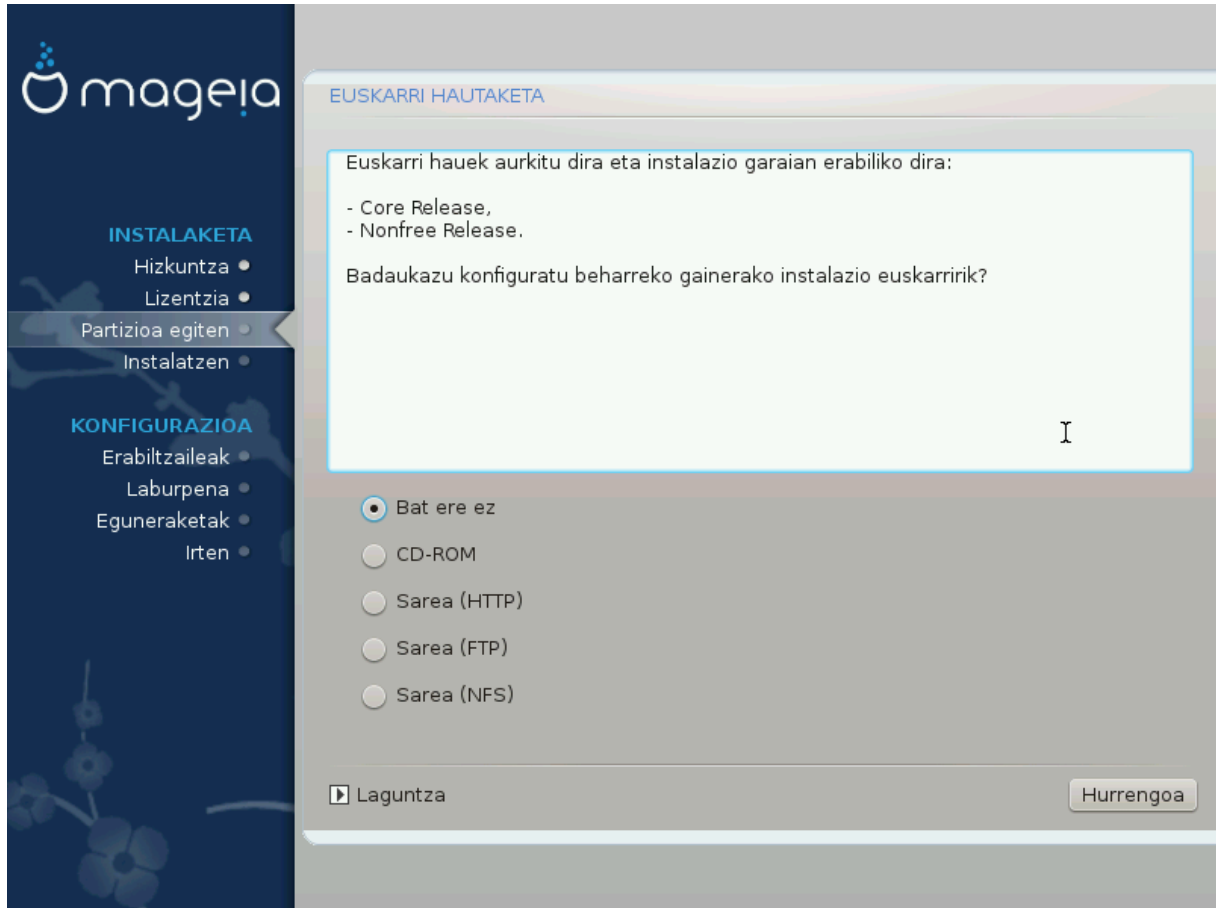 mageia
INSTALAKETA
Hizkuntza
Lizentzia
Partizioa egiten
Instalatzen
KONFIGURAZIOA
Erabiltzaileak
Laburpena
Eguneraketak
Irten
EUSKARRI HAUTAKETA
Euskarri hauek aurkitu dira eta instalazio garaian erabiliko dira:
- Core Release,
- Nonfree Release.
Badaukazu konfiguratu beharreko gainerako instalazio euskarririk?
Bat ere ez
CD-ROM
Sarea (HTTP)
Sarea (FTP)
Sarea (NFS)
Laguntza
Hurrengoa